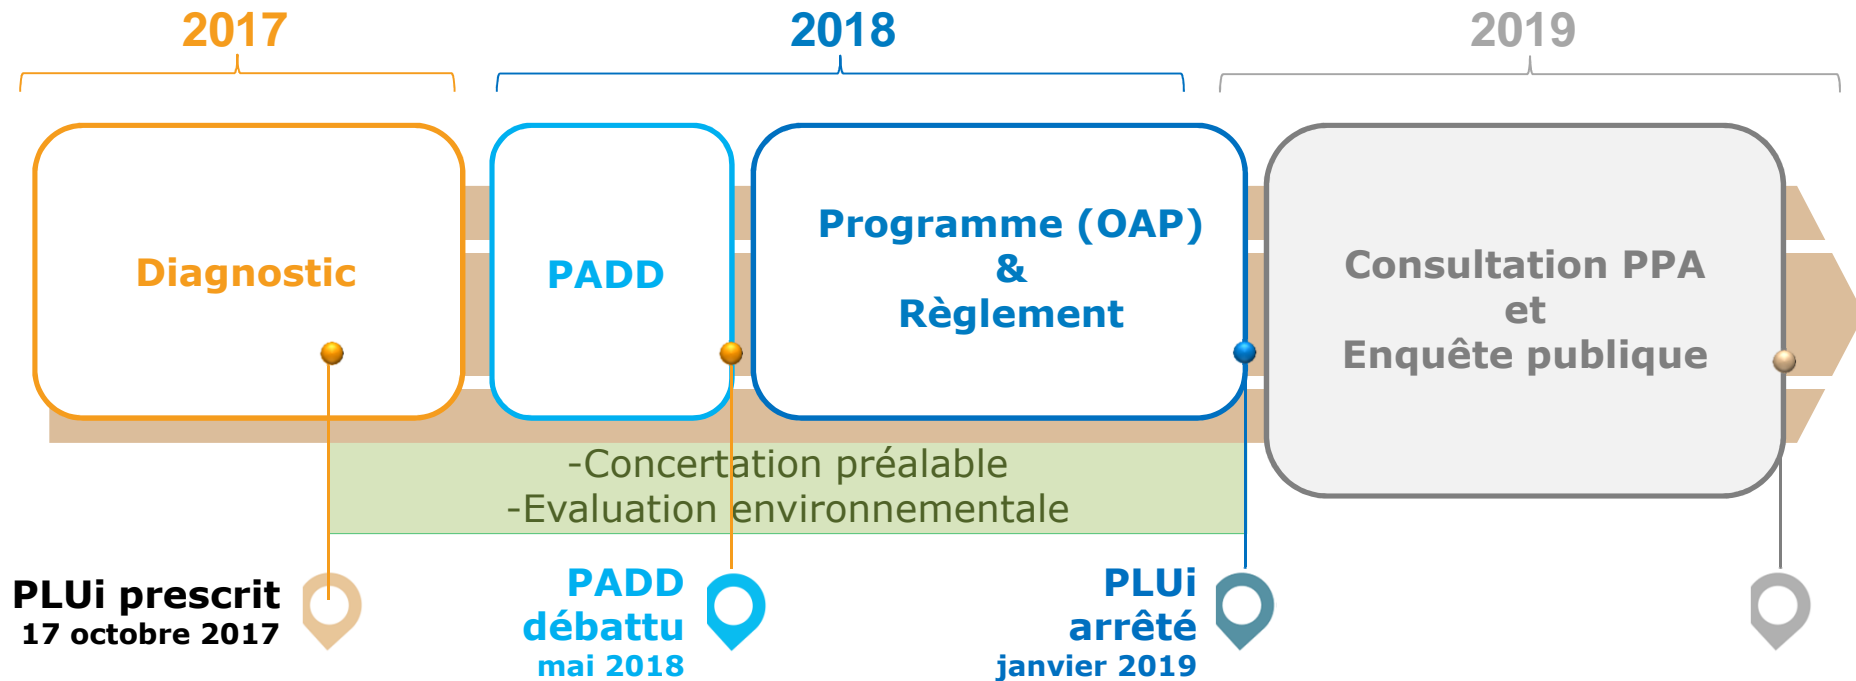 2017
2018
2019
Diagnostic
PADD
Programme (OAP)
&
Règlement
Consultation PPA
et
Enquête publique
-Concertation préalable
-Evaluation environnementale
PLUi prescrit
17 octobre 2017
PADD
débattu
mai 2018
PLUi
arrêté
janvier 2019